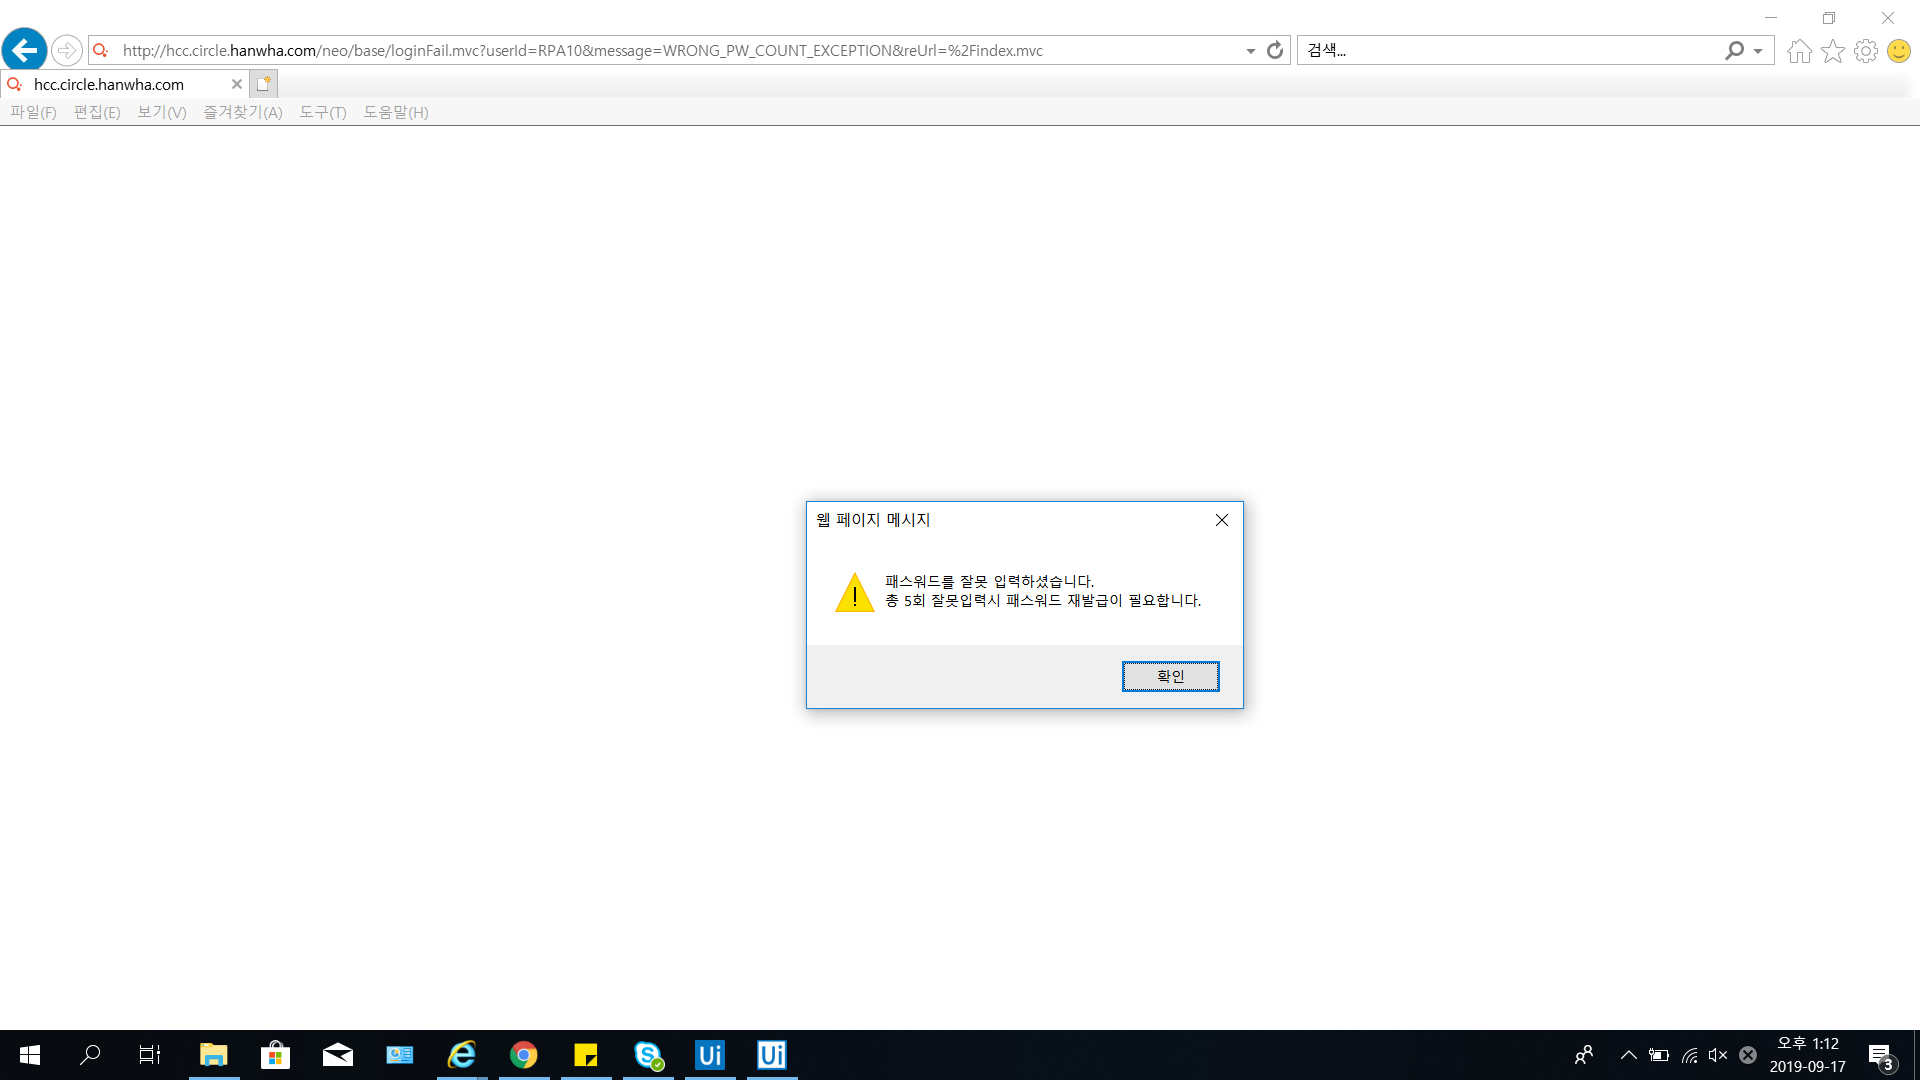 http://hcc.circle.hanwha.com/neo/base/loginFail.mvc?userId=RPA10&message=WRONG_PW_COUNT_EXCEPTION&reUrl=%2Findex.mvc
검색...
hcc.circle.hanwha.com
파일(F) 편집(E) 보기(V) 즐겨찾기(A) 도구(T) 도움말(H)
웹 페이지 메시지
패스워드를 잘못 입력하셨습니다.
총 5회 잘못입력시 패스워드 재발급이 필요합니다.
확인
Ui
Ui
오후 1:12
2019-09-17
3